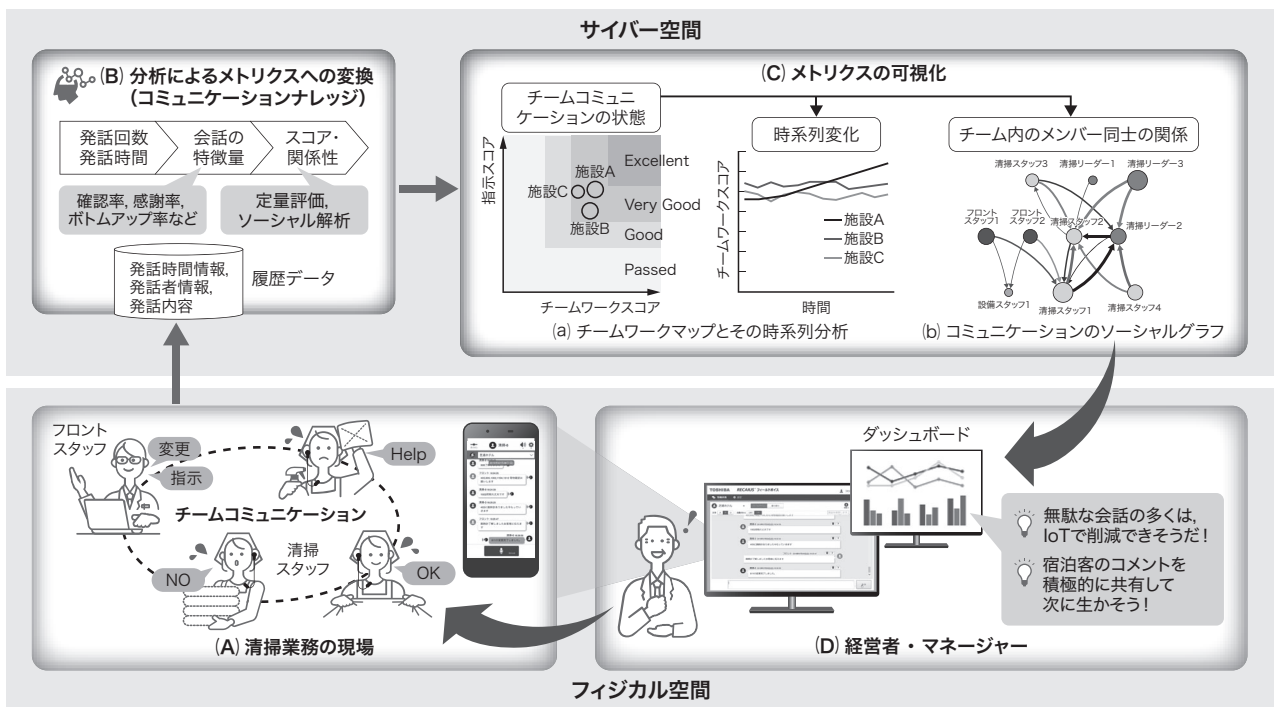 サイバー空間
(B) 分析によるメトリクスへの変換
(コミュニケーションナレッジ)
発話回数
発話時間
会話の
特徴量
スコア・
関係性
確認率, 感謝率,
ボトムアップ率など
定量評価,
ソーシャル解析
発話時間情報,
発話者情報,
発話内容
履歴データ
(C) メトリクスの可視化
チームコミュニ
ケーションの状態
時系列変化
チーム内のメンバー同士の関係
指示スコア
Excellent
Very Good
Good
Passed
施設A
施設C
施設B
チームワークスコア
チームワークスコア
施設A
施設B
施設C
時間
(a) チームワークマップとその時系列分析
清掃スタッフ3
清掃リーダー1
清掃リーダー3
フロント
スタッフ1
フロント
スタッフ2
清掃スタッフ2
清掃リーダー2
設備スタッフ1
清掃スタッフ1
清掃スタッフ4
(b) コミュニケーションのソーシャルグラフ
フロント
スタッフ
変更
指示
Help
チームコミュニケーション
清掃
スタッフ
NO
OK
(A) 清掃業務の現場
ダッシュボード
TOSHIBA RECAIUS フィールドボイス
無駄な会話の多くは,
IoTで削減できそうだ!
宿泊客のコメントを
積極的に共有して
次に生かそう!
(D) 経営者・マネージャー
フィジカル空間